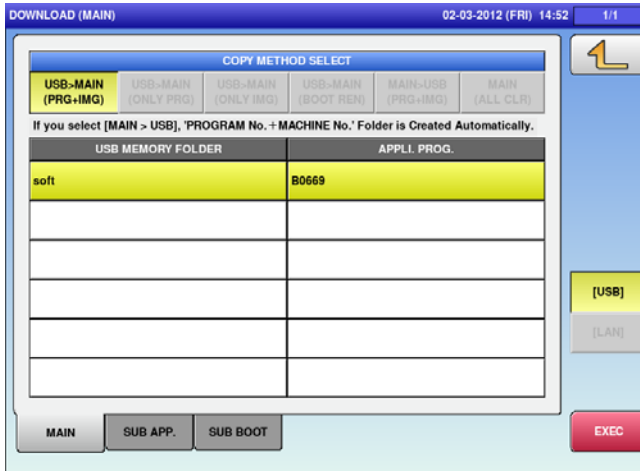 DOWNLOAD (MAIN) 02-03-2012 (FRI) 14:52 1/1
COPY METHOD SELECT
USB>MAIN (PRG+IMG)
USB>MAIN (ONLY PRG)
USB>MAIN (ONLY IMG)
USB>MAIN (BOOT REN)
MAIN>USB (PRG+IMG)
MAIN (ALL CLR)
If you select [MAIN > USB], 'PROGRAM No.+MACHINE No.' Folder is Created Automatically.
USB MEMORY FOLDER APPLI. PROG.
soft B0669
[USB]
[LAN]
MAIN SUB APP. SUB BOOT EXEC